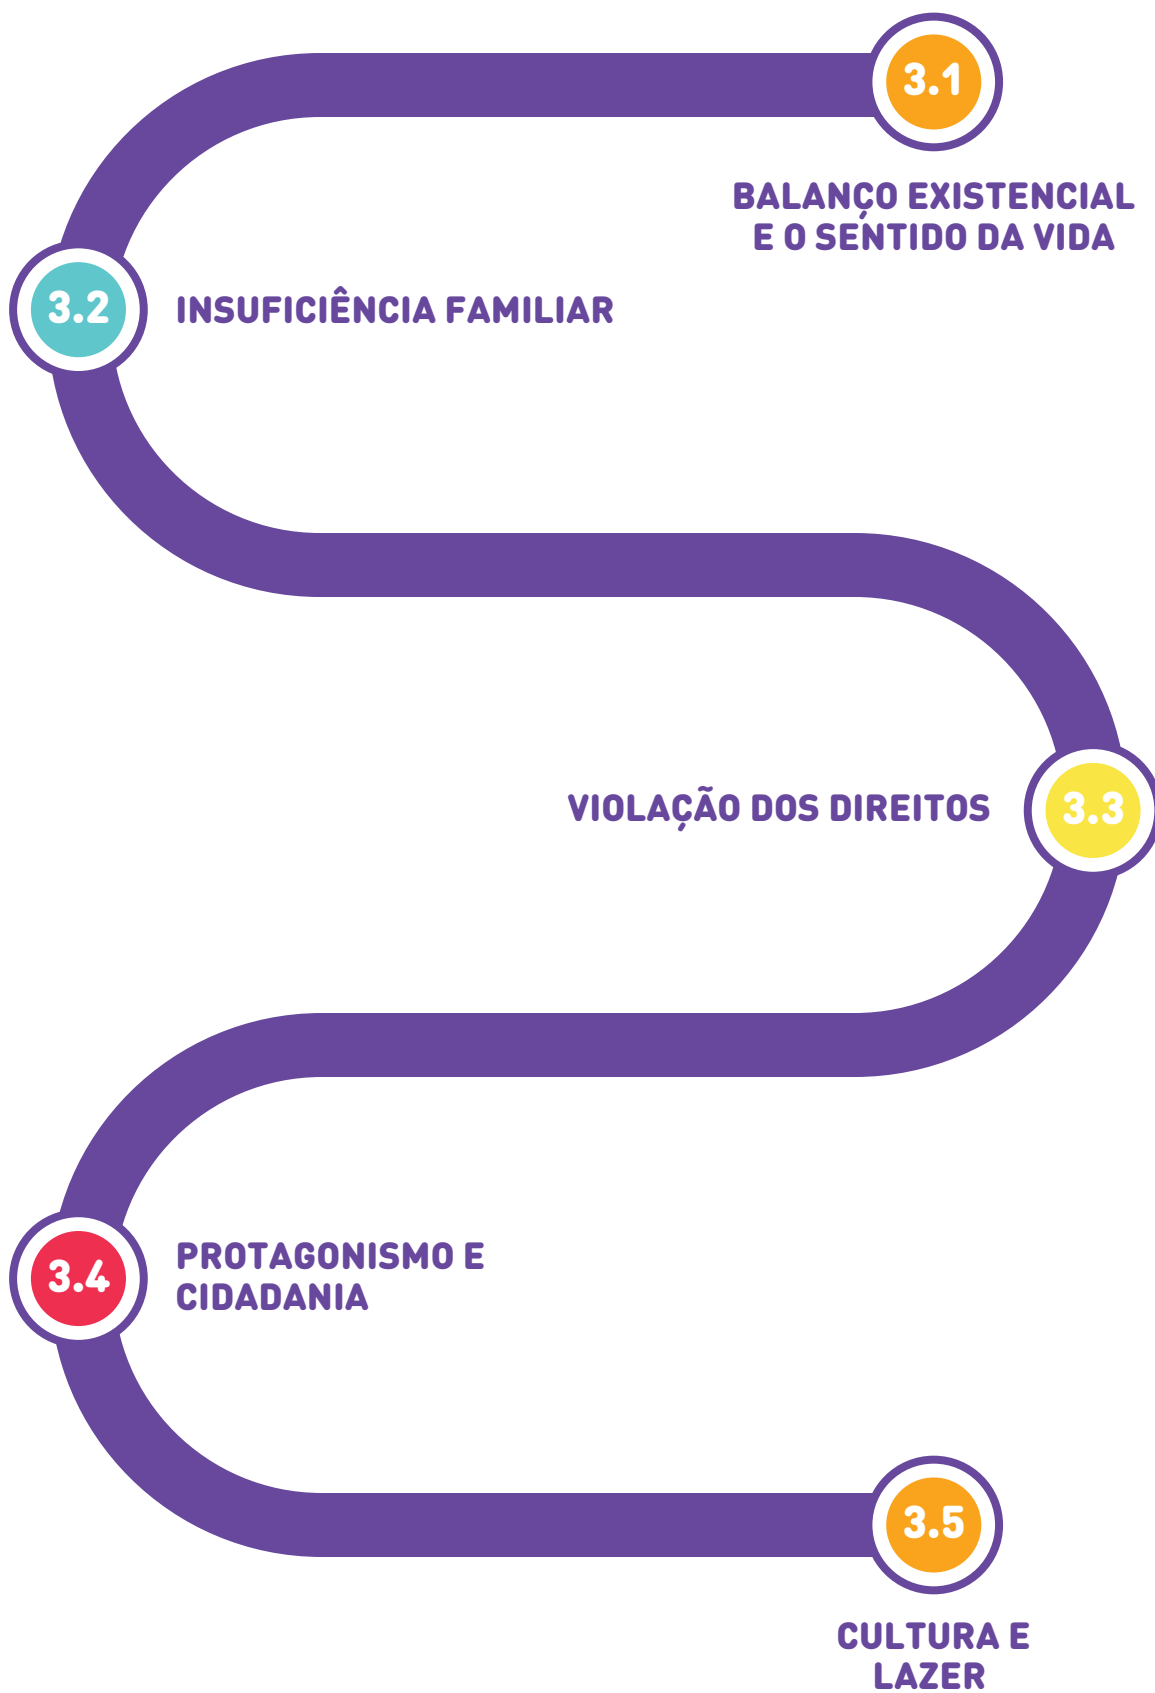 3.1
BALANÇO EXISTENCIAL
E O SENTIDO DA VIDA
3.2
INSUFICIÊNCIA FAMILIAR
VIOLAÇÃO DOS DIREITOS
3.3
3.4
PROTAGONISMO E
CIDADANIA
3.5
CULTURA E
LAZER